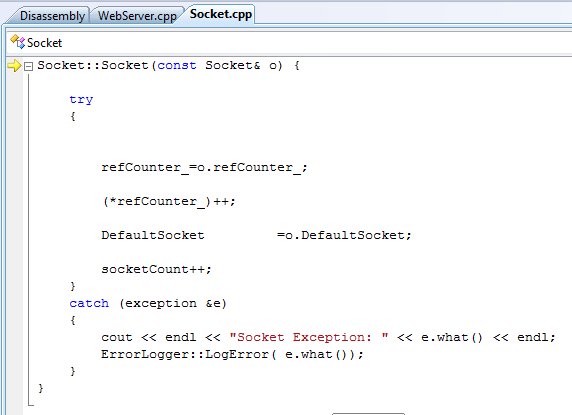 Disassembly WebServer.cpp Socket.cpp
Socket
Socket::Socket(const Socket& o) {
try
{
refCounter_=o.refCounter_;
(*refCounter_)++;
DefaultSocket =o.DefaultSocket;
socketCount++;
}
catch (exception &e)
{
cout << endl << "Socket Exception: " << e.what() << endl;
ErrorLogger::LogError( e.what());
}
}